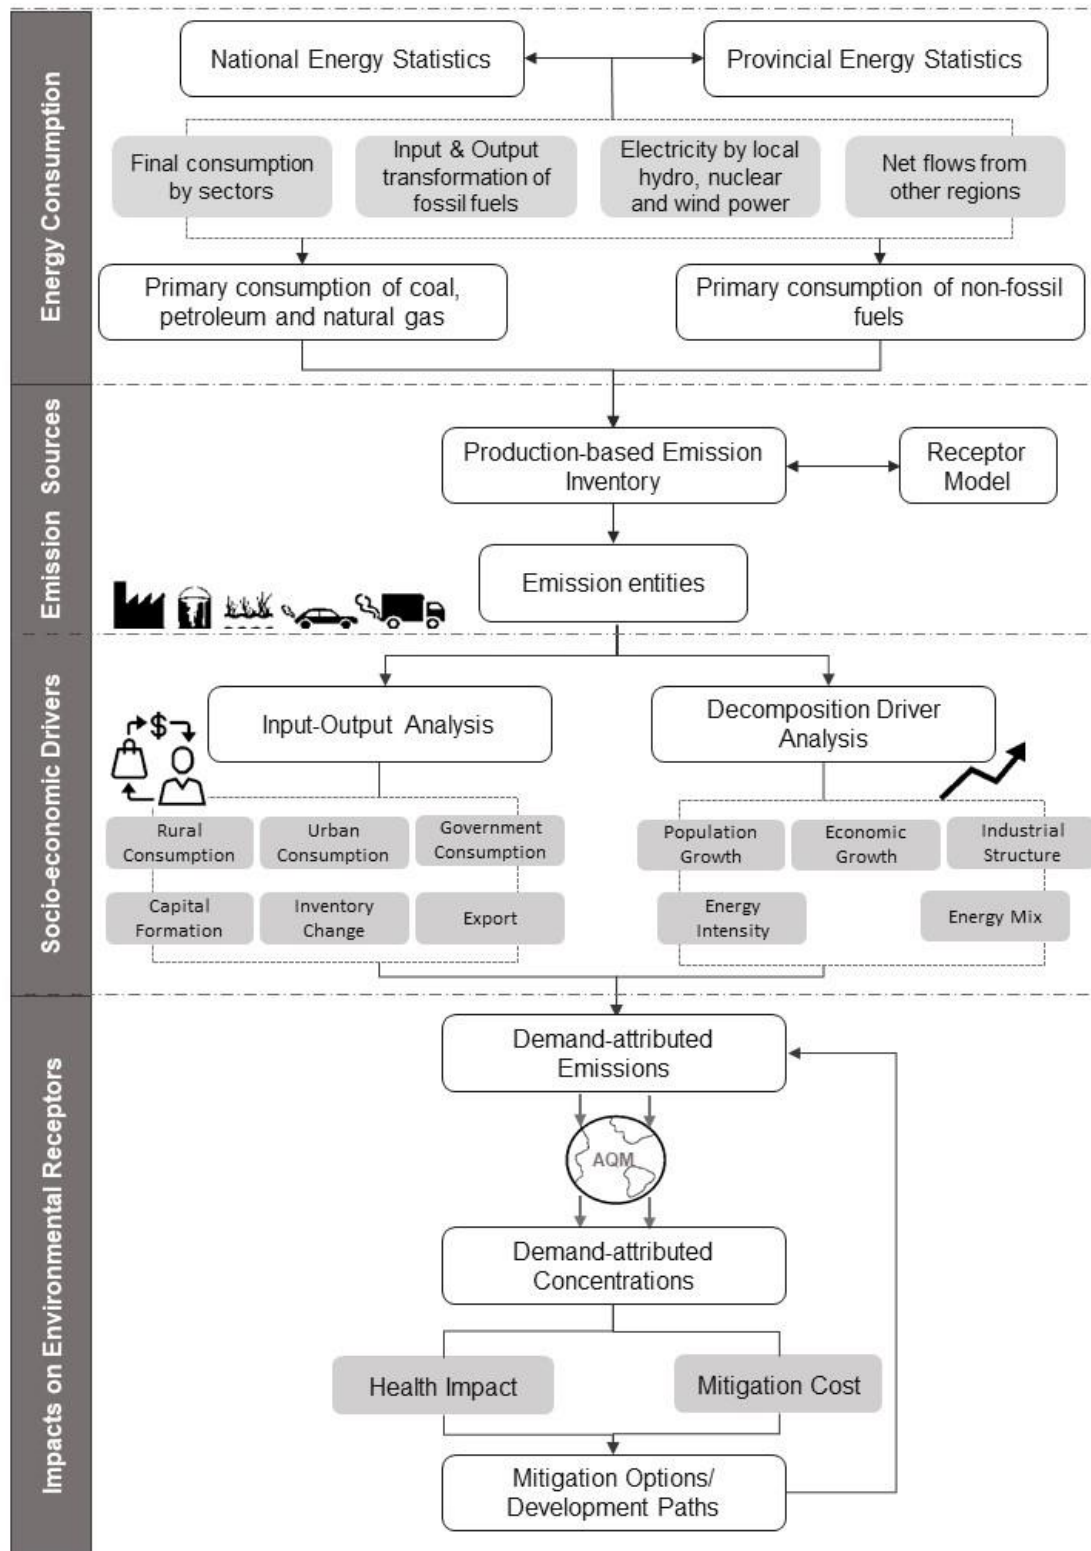 Energy Consumption
National Energy Statistics
Provincial Energy Statistics
Final consumption
by sectors
Input & Output
transformation of
fossil fuels
Electricity by local
hydro, nuclear
and wind power
Net flows from
other regions
Primary consumption of coal,
petroleum and natural gas
Primary consumption of non-fossil
fuels
Emission Sources
Production-based Emission
Inventory
Receptor
Model
Emission entities
Socio-economic Drivers
Input-Output Analysis
Decomposition Driver
Analysis
$
Rural
Consumption
Urban
Consumption
Government
Consumption
Capital
Formation
Inventory
Change
Export
Population
Growth
Economic
Growth
Industrial
Structure
Energy
Intensity
Energy Mix
Impacts on Environmental Receptors
Demand-attributed
Emissions
AQM
Demand-attributed
Concentrations
Health Impact
Mitigation Cost
Mitigation Options/
Development Paths